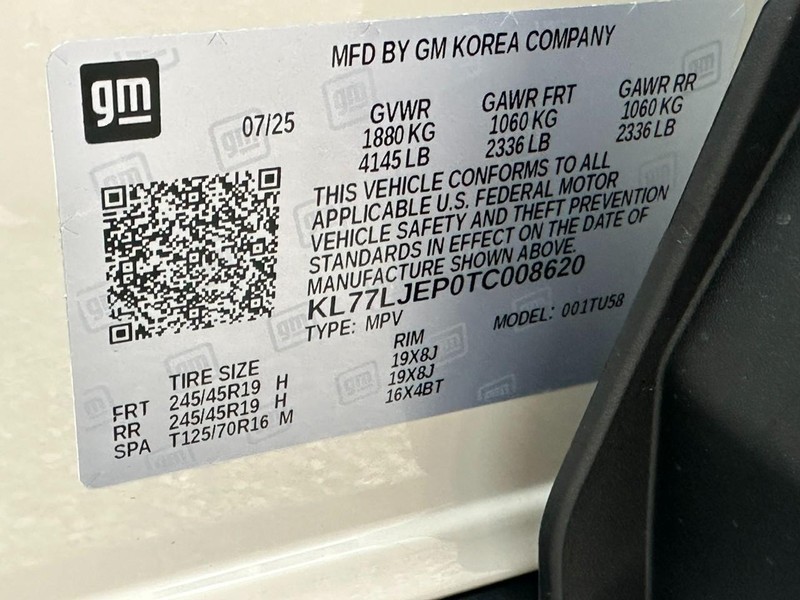 gm
MFD BY GM KOREA COMPANY
07/25
GVWR GAWR FRT GAWR RR
1880 KG 1060 KG 1060 KG
4145 LB 2336 LB 2336 LB
THIS VEHICLE CONFORMS TO ALL
APPLICABLE U.S. FEDERAL MOTOR
VEHICLE SAFETY AND THEFT PREVENTION
STANDARDS IN EFFECT ON THE DATE OF
MANUFACTURE SHOWN ABOVE.
KL77LJEP0TC008620
TYPE: MPV MODEL: 001TU58
TIRE SIZE RIM
FRT 245/45R19 H 19X8J
RR 245/45R19 H 19X8J
SPA T125/70R16 M 16X4BT